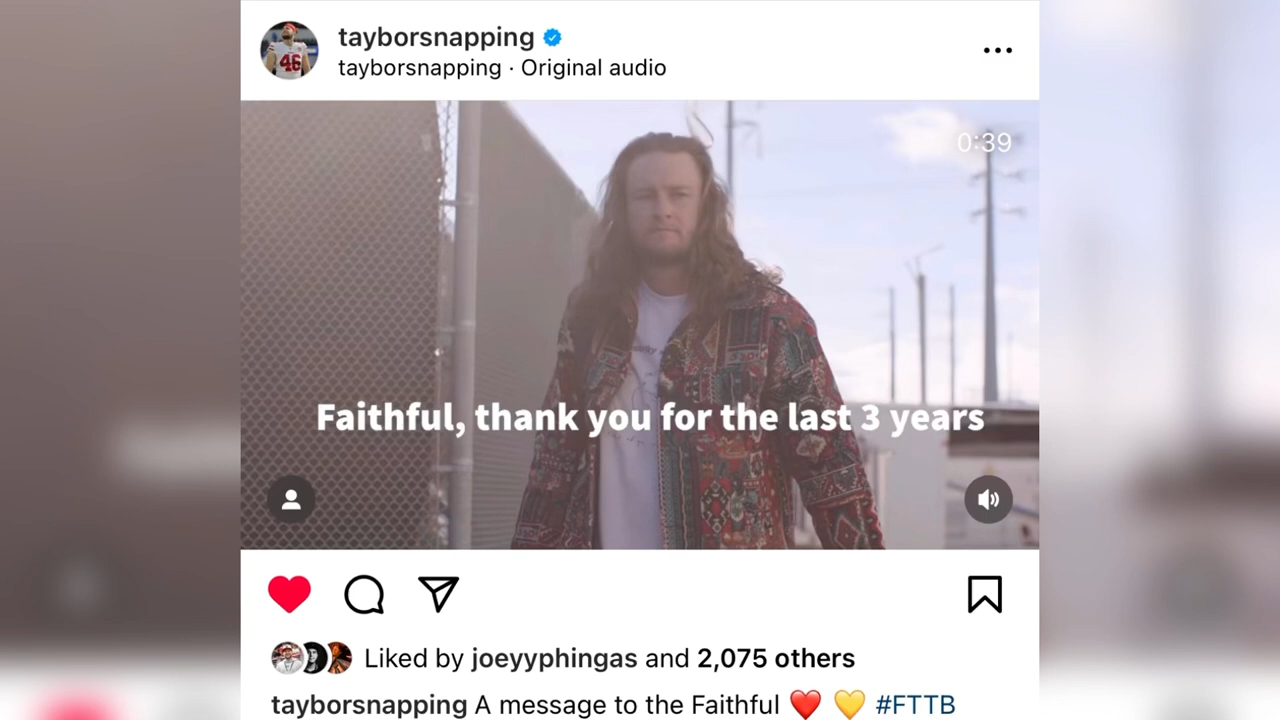 tayborsnapping
tayborsnapping · Original audio
46
0:39
Faithful, thank you for the last 3 years
Liked by joeyyphingas and 2,075 others
tayborsnapping A message to the Faithful ❤️ 💛 #FTTB